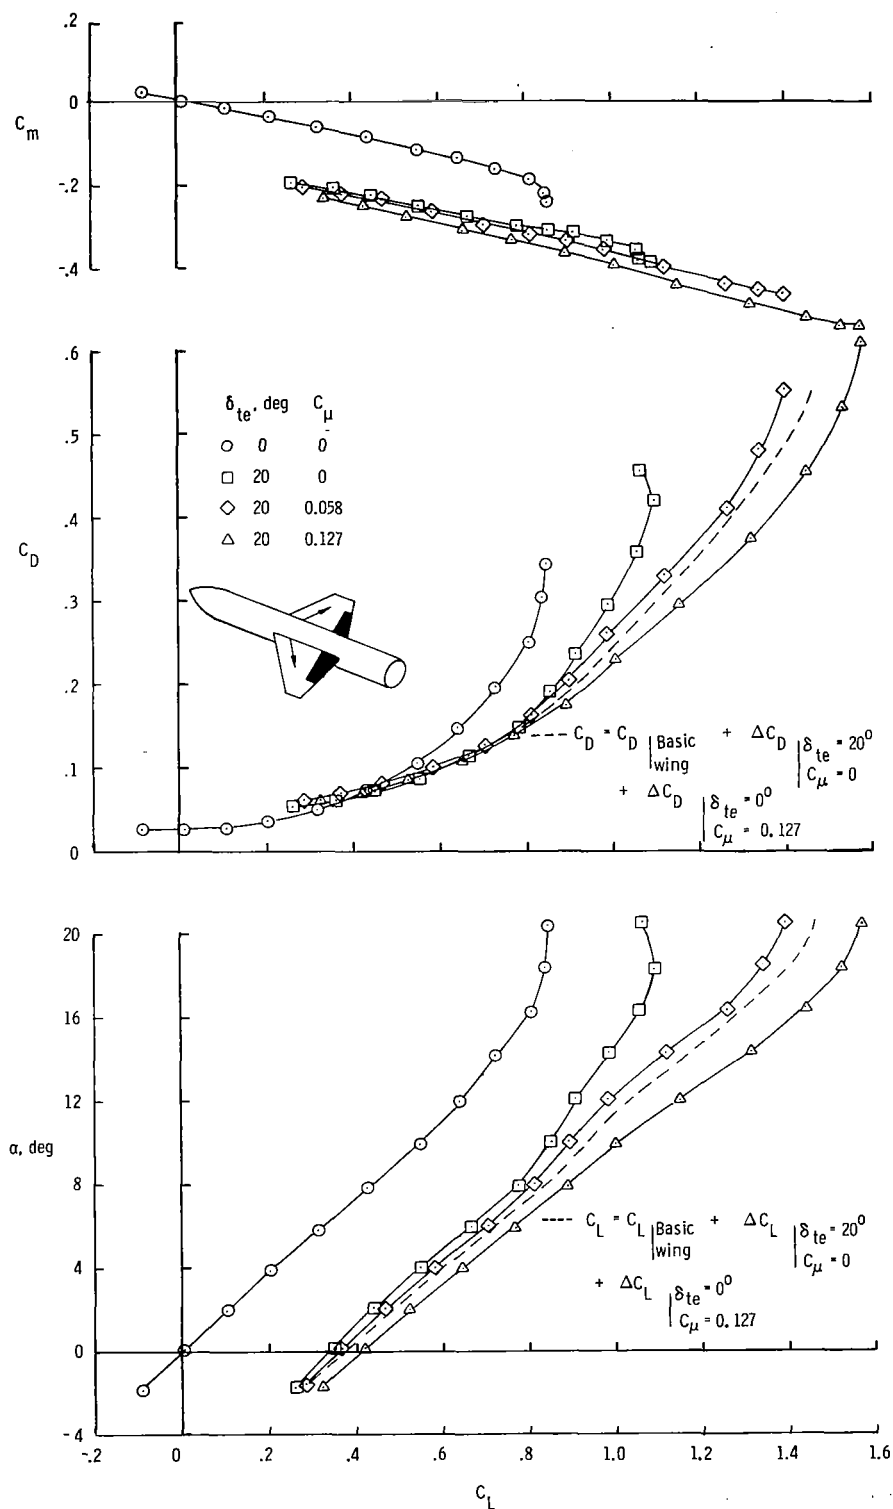 .2
0
C_m
-.2
-.4
.6
δ_te, deg C_μ
0 0
20 0
20 0.058
20 0.127
.5
.4
C_D
.3
.2
.1
0
C_D = C_D | Basic wing + ΔC_D | δ_te = 20° C_μ = 0
+ ΔC_D | δ_te = 0° C_μ = 0.127
20
16
12
α, deg
8
4
0
-4
C_L = C_L | Basic wing + ΔC_L | δ_te = 20° C_μ = 0
+ ΔC_L | δ_te = 0° C_μ = 0.127
-.2 0 .2 .4 .6 .8 1.0 1.2 1.4 1.6
C_L